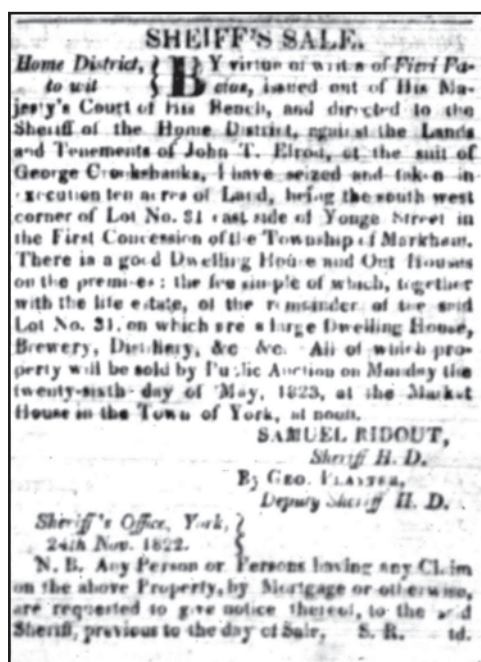 SHEIFF'S SALE.
Home District, } BY virtue of writs of Fieri Fa-
to wit } cias, issued out of His Ma-
jesty's Court of His Bench, and directed to the
Sheriff of the Home District, against the Lands
and Tenements of John T. Elrod, at the suit of
George Crookshanks, I have seized and taken in
execution ten acres of Land, being the south west
corner of Lot No. 31 east side of Yonge Street in
the First Concession of the Township of Markham.
There is a good Dwelling House and Out Houses
on the premises: the fee simple of which, together
with the life estate, of the remainder of the said
Lot No. 31, on which are a large Dwelling House,
Brewery, Distillery, &c &c. All of which pro-
perty will be sold by Public Auction on Monday the
twenty-sixth day of May, 1823, at the Market
House in the Town of York, at noon.
SAMUEL RIDOUT,
Sheriff H. D.
By GEO.
Deputy Sheriff H. D.
Sheriff's Office, York, }
24th Nov. 1822. }
N. B. Any Person or Persons having any Claim
on the above Property, by Mortgage or otherwise,
are requested to give notice thereof, to the said
Sheriff, previous to the day of Sale, S. R. td.